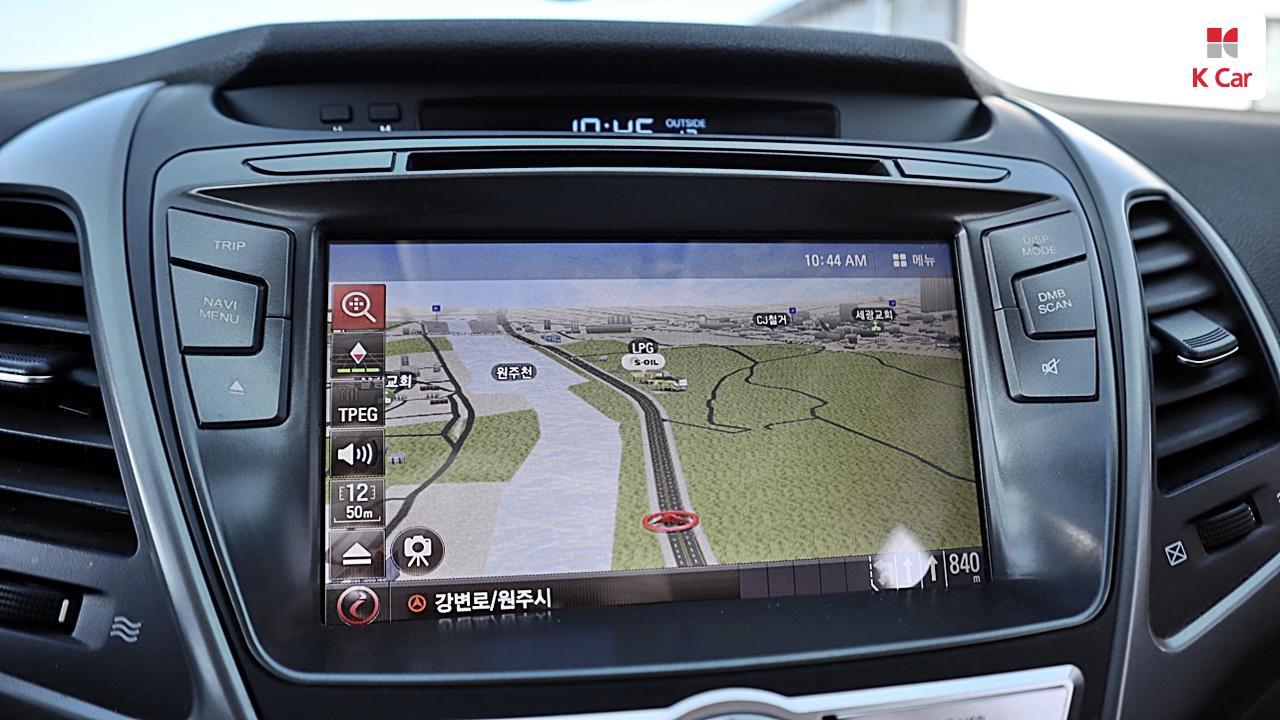 K Car
10:45
OUTSIDE
TRIP
NAVI
MENU
DISP
MODE
DMB
SCAN
10:44 AM
메뉴
CJ철거
세광교회
LPG
S-OIL
원주천
교회
TPEG
12
50m
840
m
강변로/원주시